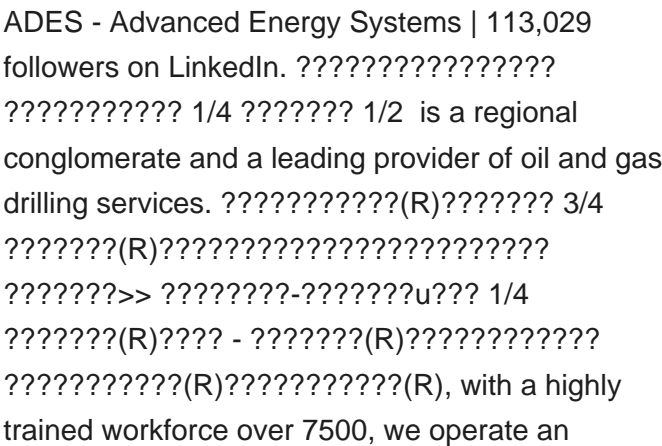 ADES - Advanced Energy Systems | 113,029
followers on LinkedIn. ????????????????
??????????? 1/4 ??????? 1/2  is a regional
conglomerate and a leading provider of oil and gas
drilling services. ???????????(R)??????? 3/4
???????(R)????????????????????????
???????>> ????????-???????u??? 1/4
???????(R)???? - ???????(R)????????????
???????????(R)???????????(R), with a highly
trained workforce over 7500, we operate an